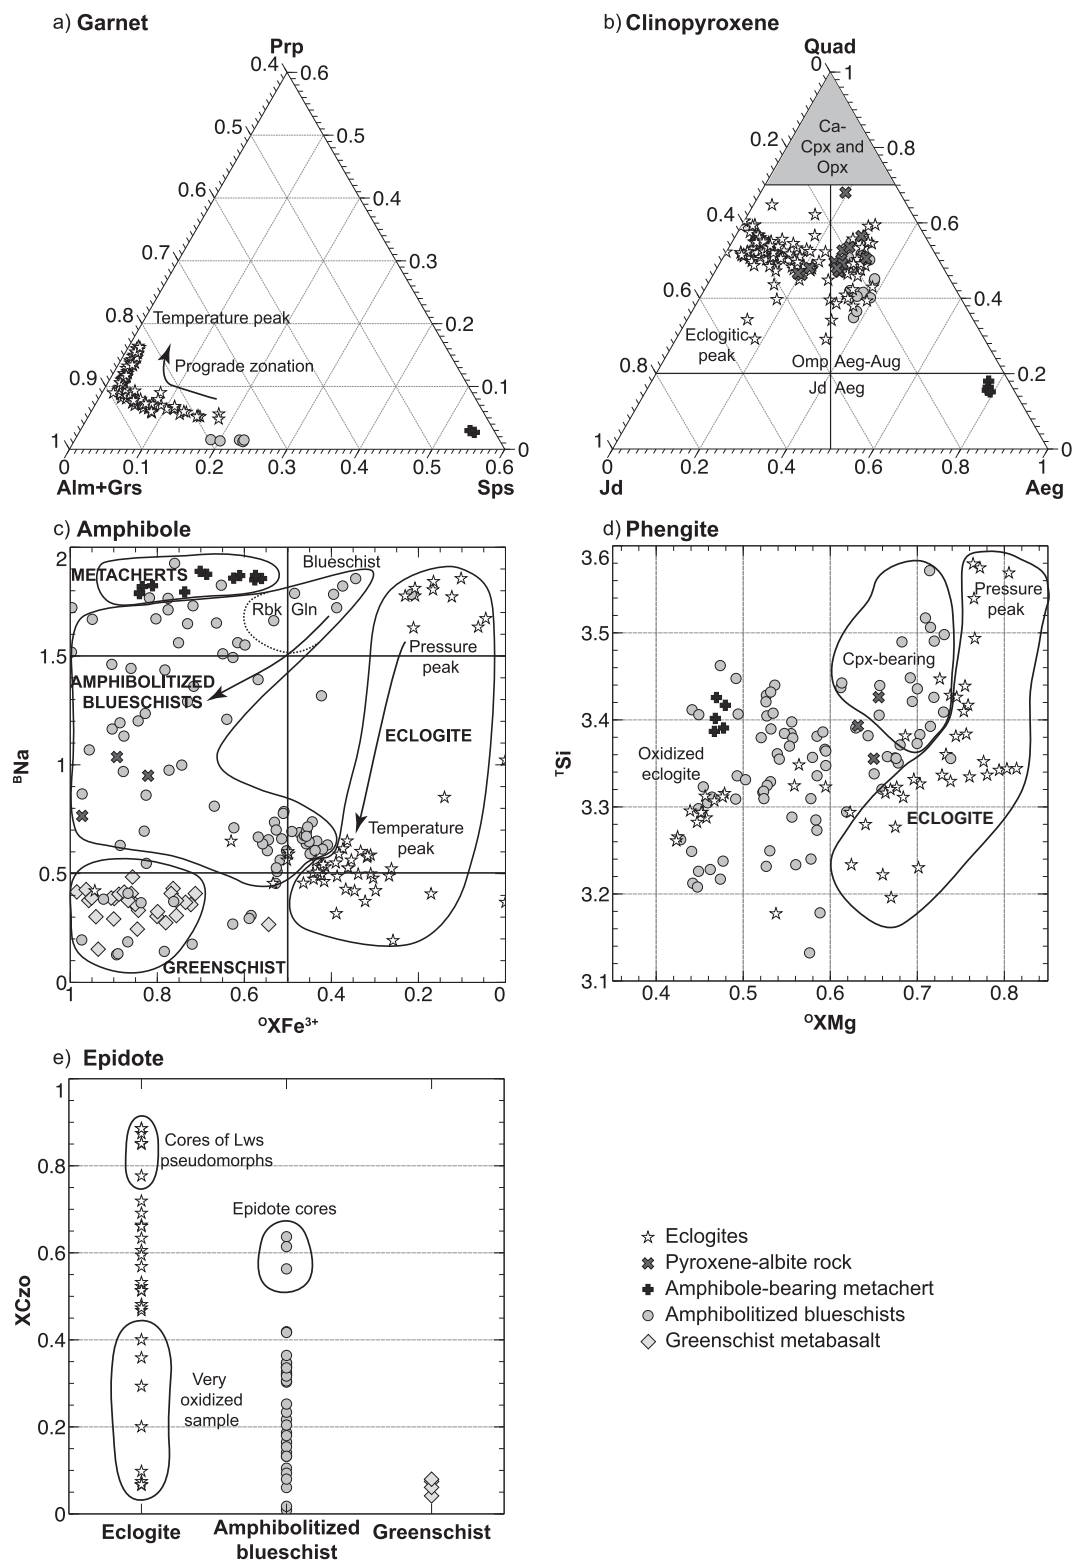 a) Garnet
Prp
0.4 0.6
0.5 0.5
0.6 0.4
0.7 0.3
0.8 0.2
Temperature peak
Prograde zonation
0.9 0.1
1 0
0 0.1 0.2 0.3 0.4 0.5 0.6
Alm+Grs Sps
b) Clinopyroxene
Quad
0 1
0.2 0.8
Ca-
Cpx and
Opx
0.4 0.6
0.6 0.4
Eclogitic
peak
Omp Aeg-Aug
0.8 0.2
Jd Aeg
1 0
0 0.2 0.4 0.6 0.8 1
Jd Aeg
c) Amphibole
2
1.5
1
0.5
0
BNa
METACHERTS
Blueschist
Rbk Gln
Pressure
peak
AMPHIBOLITIZED
BLUESCHISTS
ECLOGITE
Temperature
peak
GREENSCHIST
1 0.8 0.6 0.4 0.2 0
OXFe3+
d) Phengite
3.6
3.5
3.4
3.3
3.2
3.1
TSi
Pressure
peak
Cpx-bearing
Oxidized
eclogite
ECLOGITE
0.4 0.5 0.6 0.7 0.8
OXMg
e) Epidote
1
0.8
0.6
0.4
0.2
0
XCzo
Cores of Lws
pseudomorphs
Epidote cores
Very
oxidized
sample
Eclogite Amphibolitized Greenschist
blueschist
Eclogites
Pyroxene-albite rock
Amphibole-bearing metachert
Amphibolitized blueschists
Greenschist metabasalt